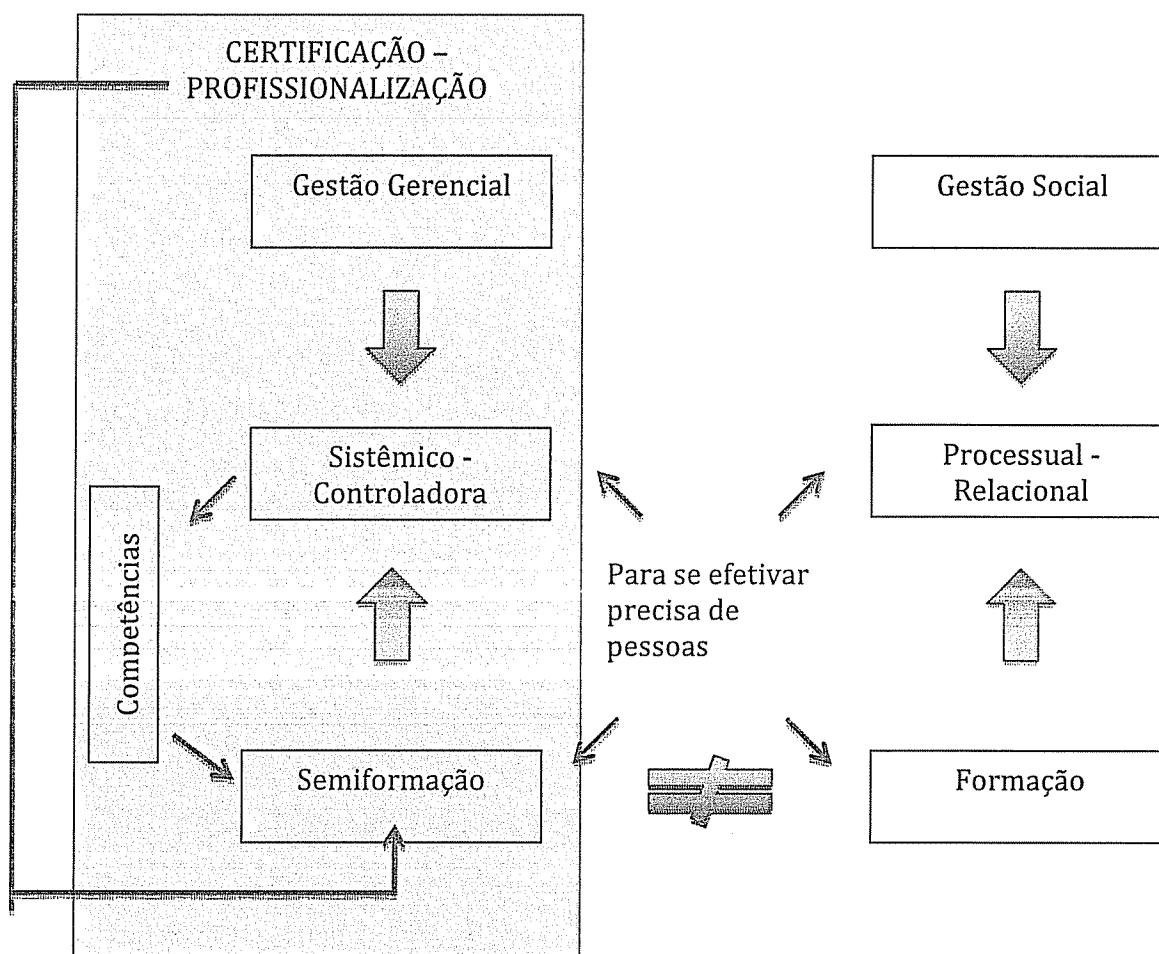 CERTIFICAÇÃO –
PROFISSIONALIZAÇÃO
Gestão Gerencial
Gestão Social
Sistêmico -
Controladora
Processual -
Relacional
Competências
Para se efetivar
precisa de
pessoas
Semiformação
Formação